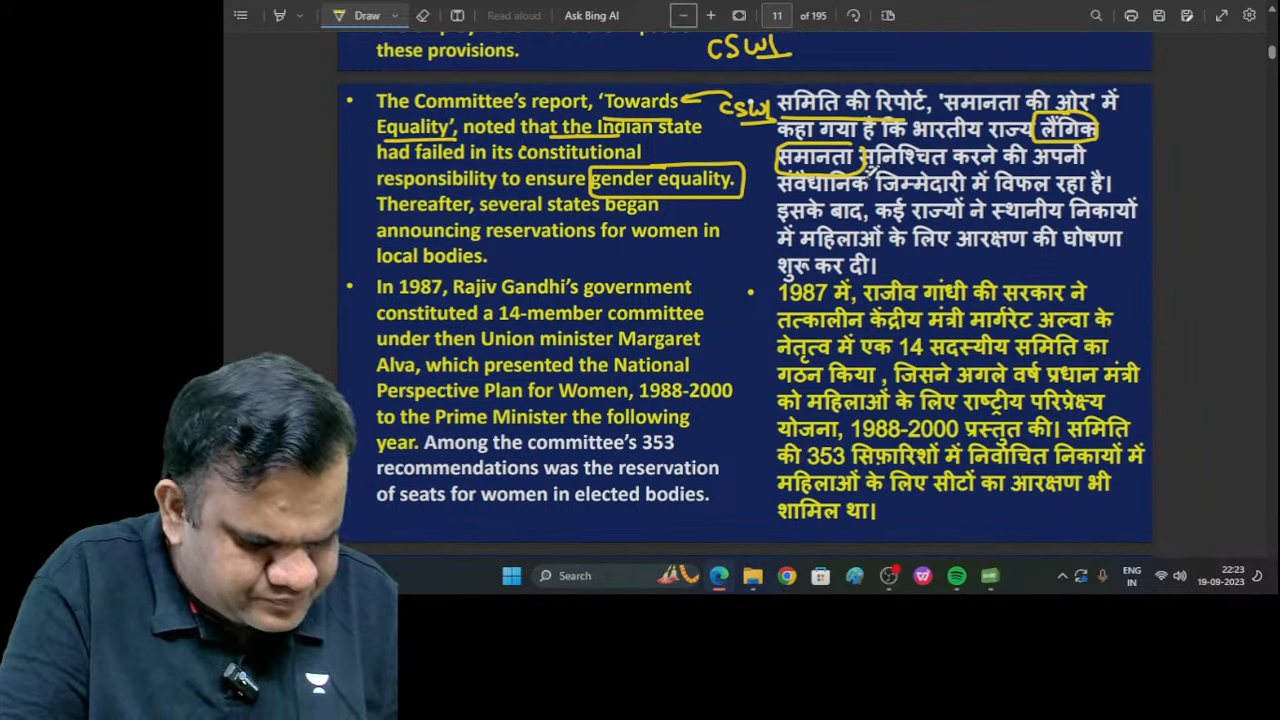 Draw
Read aloud
Ask Bing AI
11
of 195
these provisions.
CSWI
The Committee's report, 'Towards
Equality', noted that the Indian state
had failed in its constitutional
responsibility to ensure gender equality.
Thereafter, several states began
announcing reservations for women in
local bodies.
In 1987, Rajiv Gandhi's government
constituted a 14-member committee
under then Union minister Margaret
Alva, which presented the National
Perspective Plan for Women, 1988-2000
to the Prime Minister the following
year. Among the committee's 353
recommendations was the reservation
of seats for women in elected bodies.
CSWI
समिति की रिपोर्ट, 'समानता की ओर' में
कहा गया है कि भारतीय राज्य लैंगिक
समानता सुनिश्चित करने की अपनी
संवैधानिक जिम्मेदारी में विफल रहा है।
इसके बाद, कई राज्यों ने स्थानीय निकायों
में महिलाओं के लिए आरक्षण की घोषणा
शुरू कर दी।
1987 में, राजीव गांधी की सरकार ने
तत्कालीन केंद्रीय मंत्री मार्गरेट अल्वा के
नेतृत्व में एक 14 सदस्यीय समिति का
गठन किया , जिसने अगले वर्ष प्रधान मंत्री
को महिलाओं के लिए राष्ट्रीय परिप्रेक्ष्य
योजना, 1988-2000 प्रस्तुत की। समिति
की 353 सिफ़ारिशों में निर्वाचित निकायों में
महिलाओं के लिए सीटों का आरक्षण भी
शामिल था।
Search
ENG
IN
22:23
19-09-2023